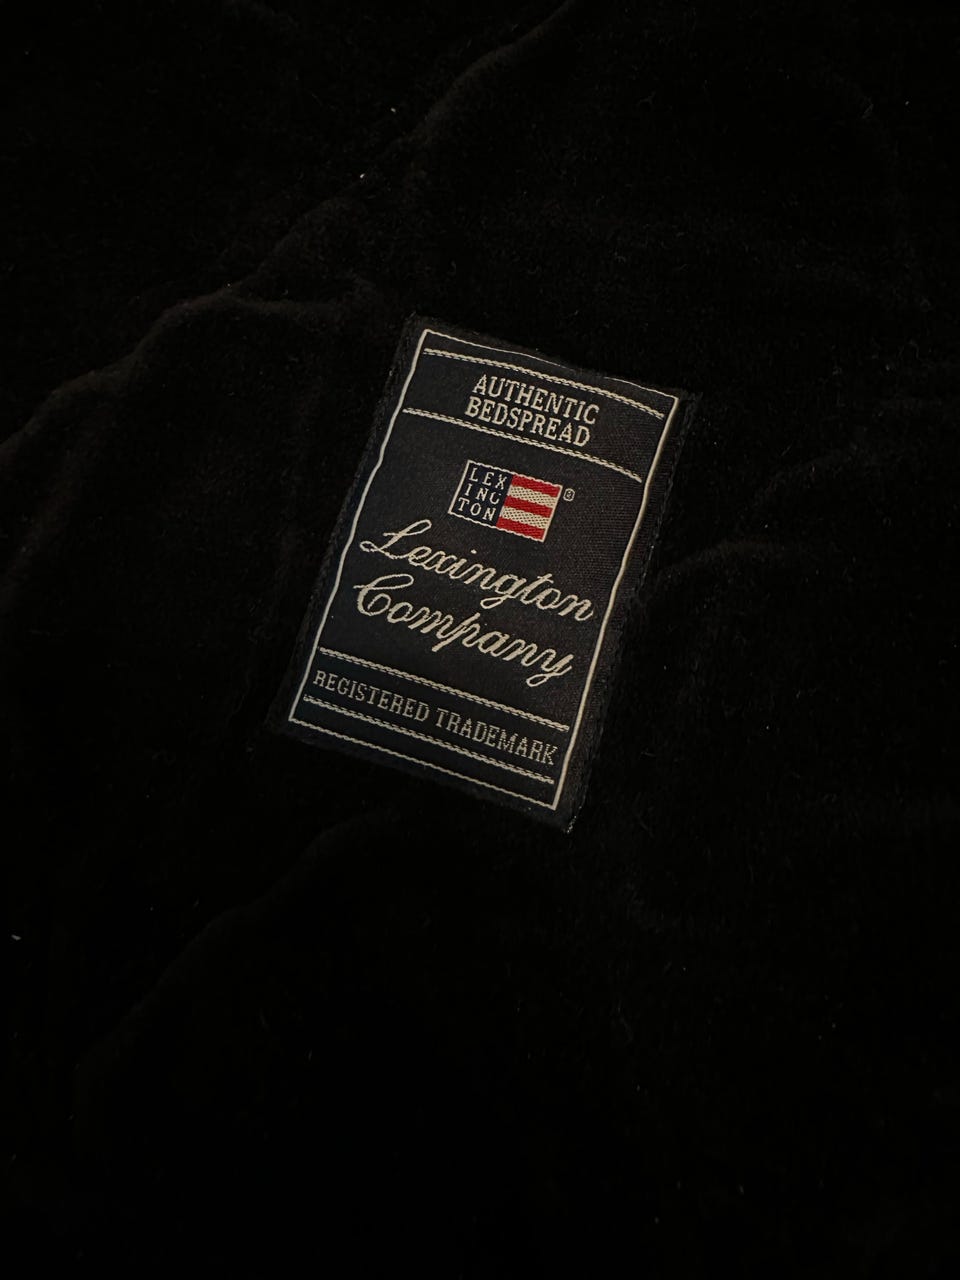 AUTHENTIC
BEDSPREAD
LEX
ING
TON
®
Lexington
Company
REGISTERED TRADEMARK